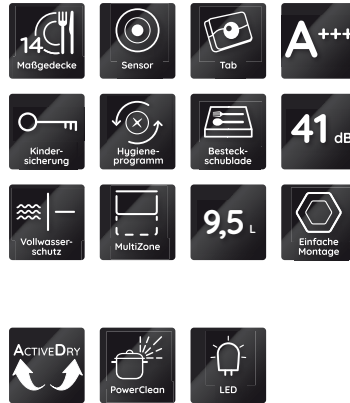 14
Maßgedecke
Sensor
Tab
A+++
Kinder-
sicherung
Hygiene-
programm
Besteck-
schublade
41 dB
Vollwasser-
schutz
MultiZone
9,5 L
Einfache
Montage
ACTIVEDRY
PowerClean
LED